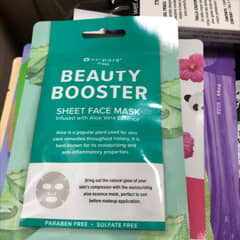 BEAUTY
BOOSTER
SHEET FACE MASK
Infused with Aloe Vera Essence
Aloe is a popular plant used for skin
care remedies throughout history. It is
best known for its moisturizing and
anti-inflammatory properties.
Bring out the natural glow of your
skin's complexion with the moisturizing
aloe essence mask, perfect to use
before makeup application.
PARABEN FREE • SULFATE FREE